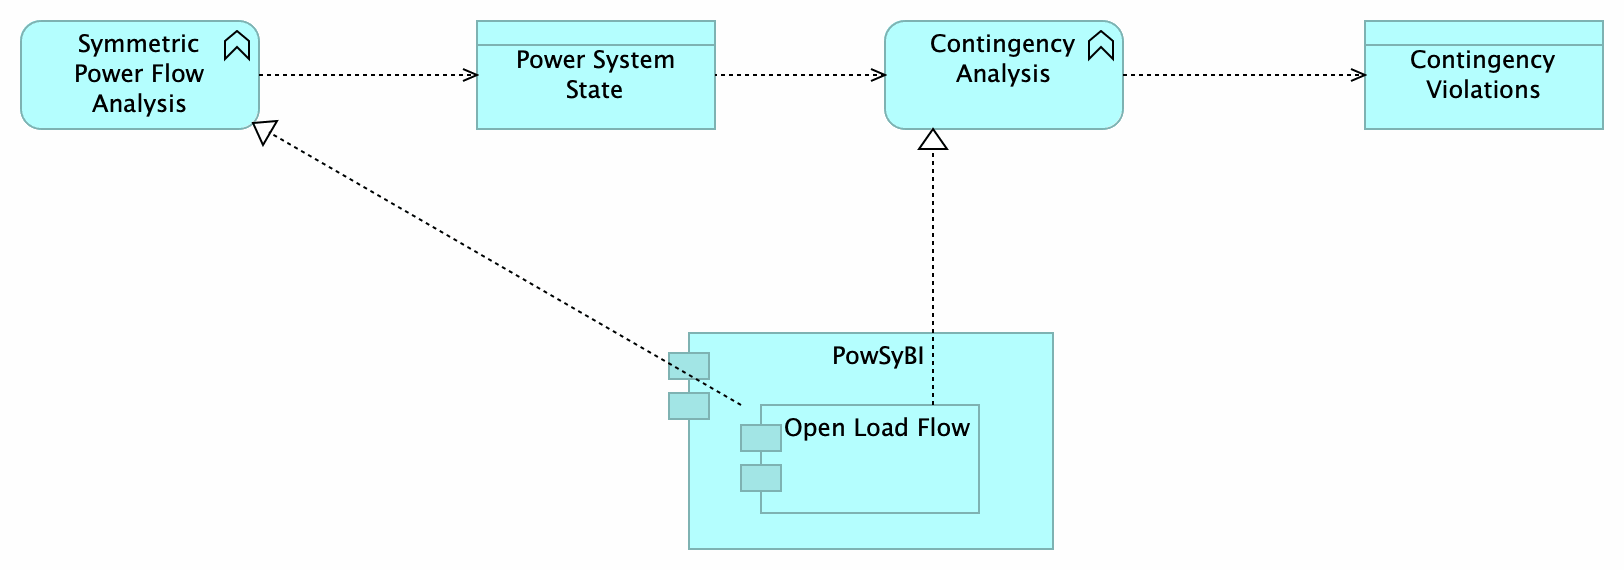 Symmetric
Power Flow
Analysis
Power System
State
Contingency
Analysis
Contingency
Violations
PowSyBl
Open Load Flow